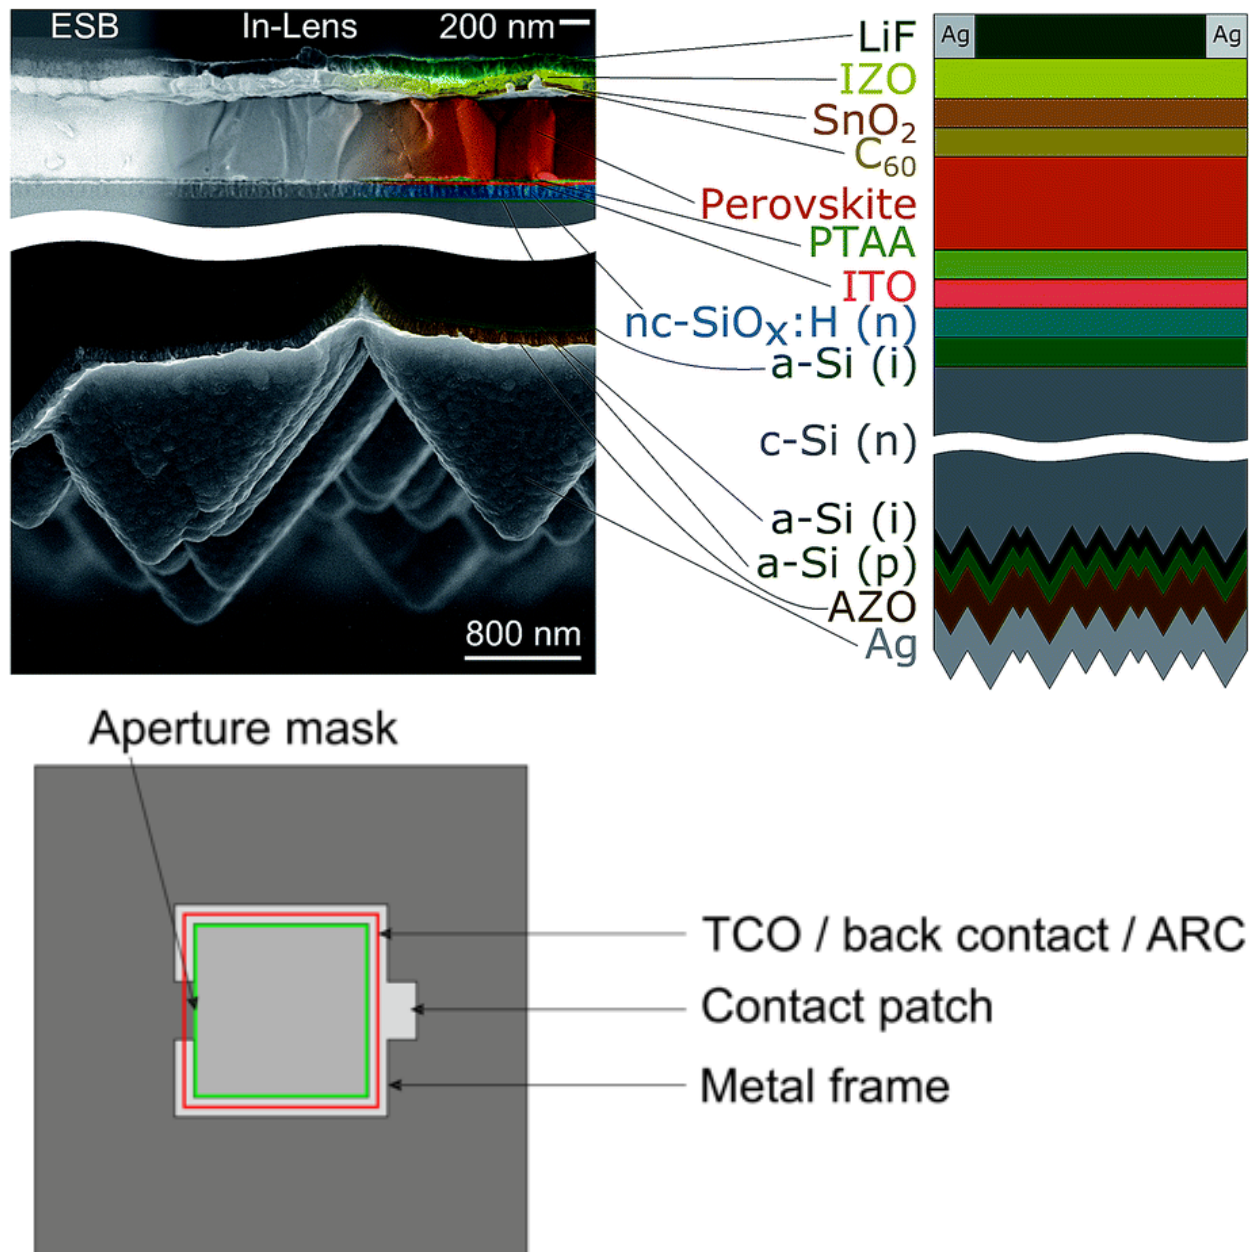 ESB In-Lens 200 nm
LiF
IZO
SnO₂
C₆₀
Perovskite
PTAA
ITO
nc-SiOₓ:H (n)
a-Si (i)
c-Si (n)
a-Si (i)
a-Si (p)
AZO
Ag
800 nm
Ag Ag
Aperture mask
TCO / back contact / ARC
Contact patch
Metal frame